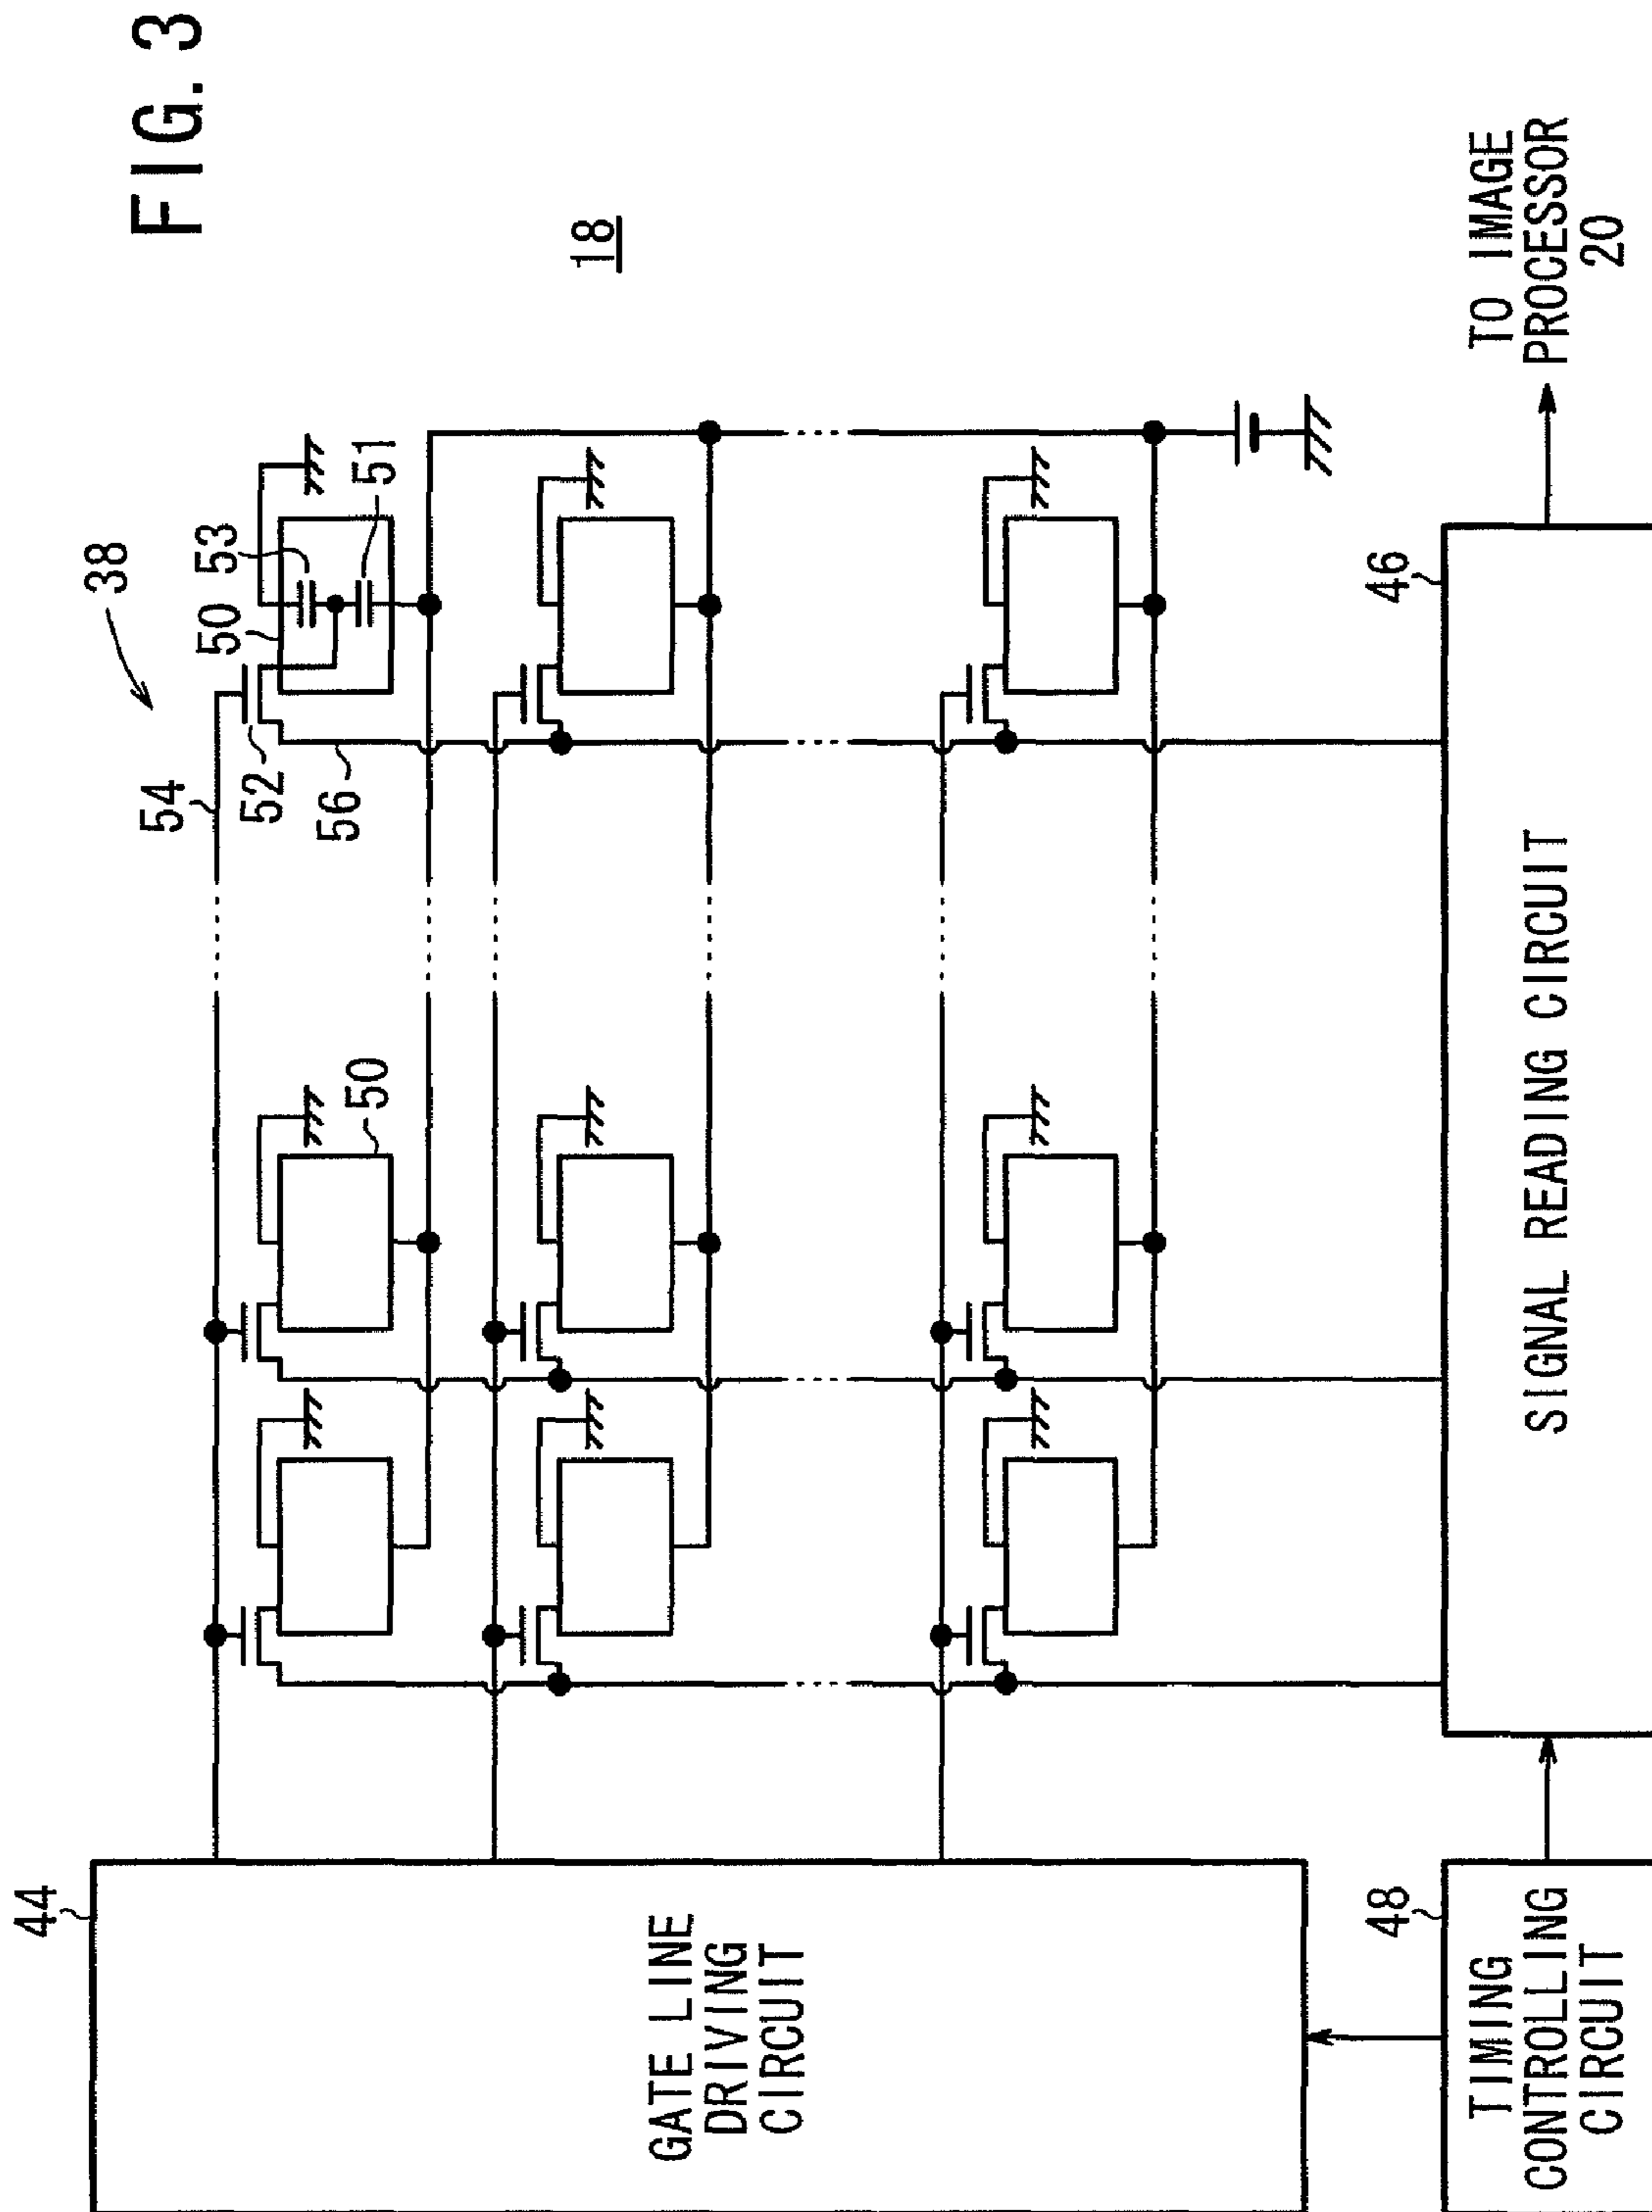 FIG. 3
18
38
44
54
52
56
50
53
51
50
GATE LINE
DRIVING
CIRCUIT
48
TIMING
CONTROLLING
CIRCUIT
46
SIGNAL READING CIRCUIT
TO IMAGE
PROCESSOR
20